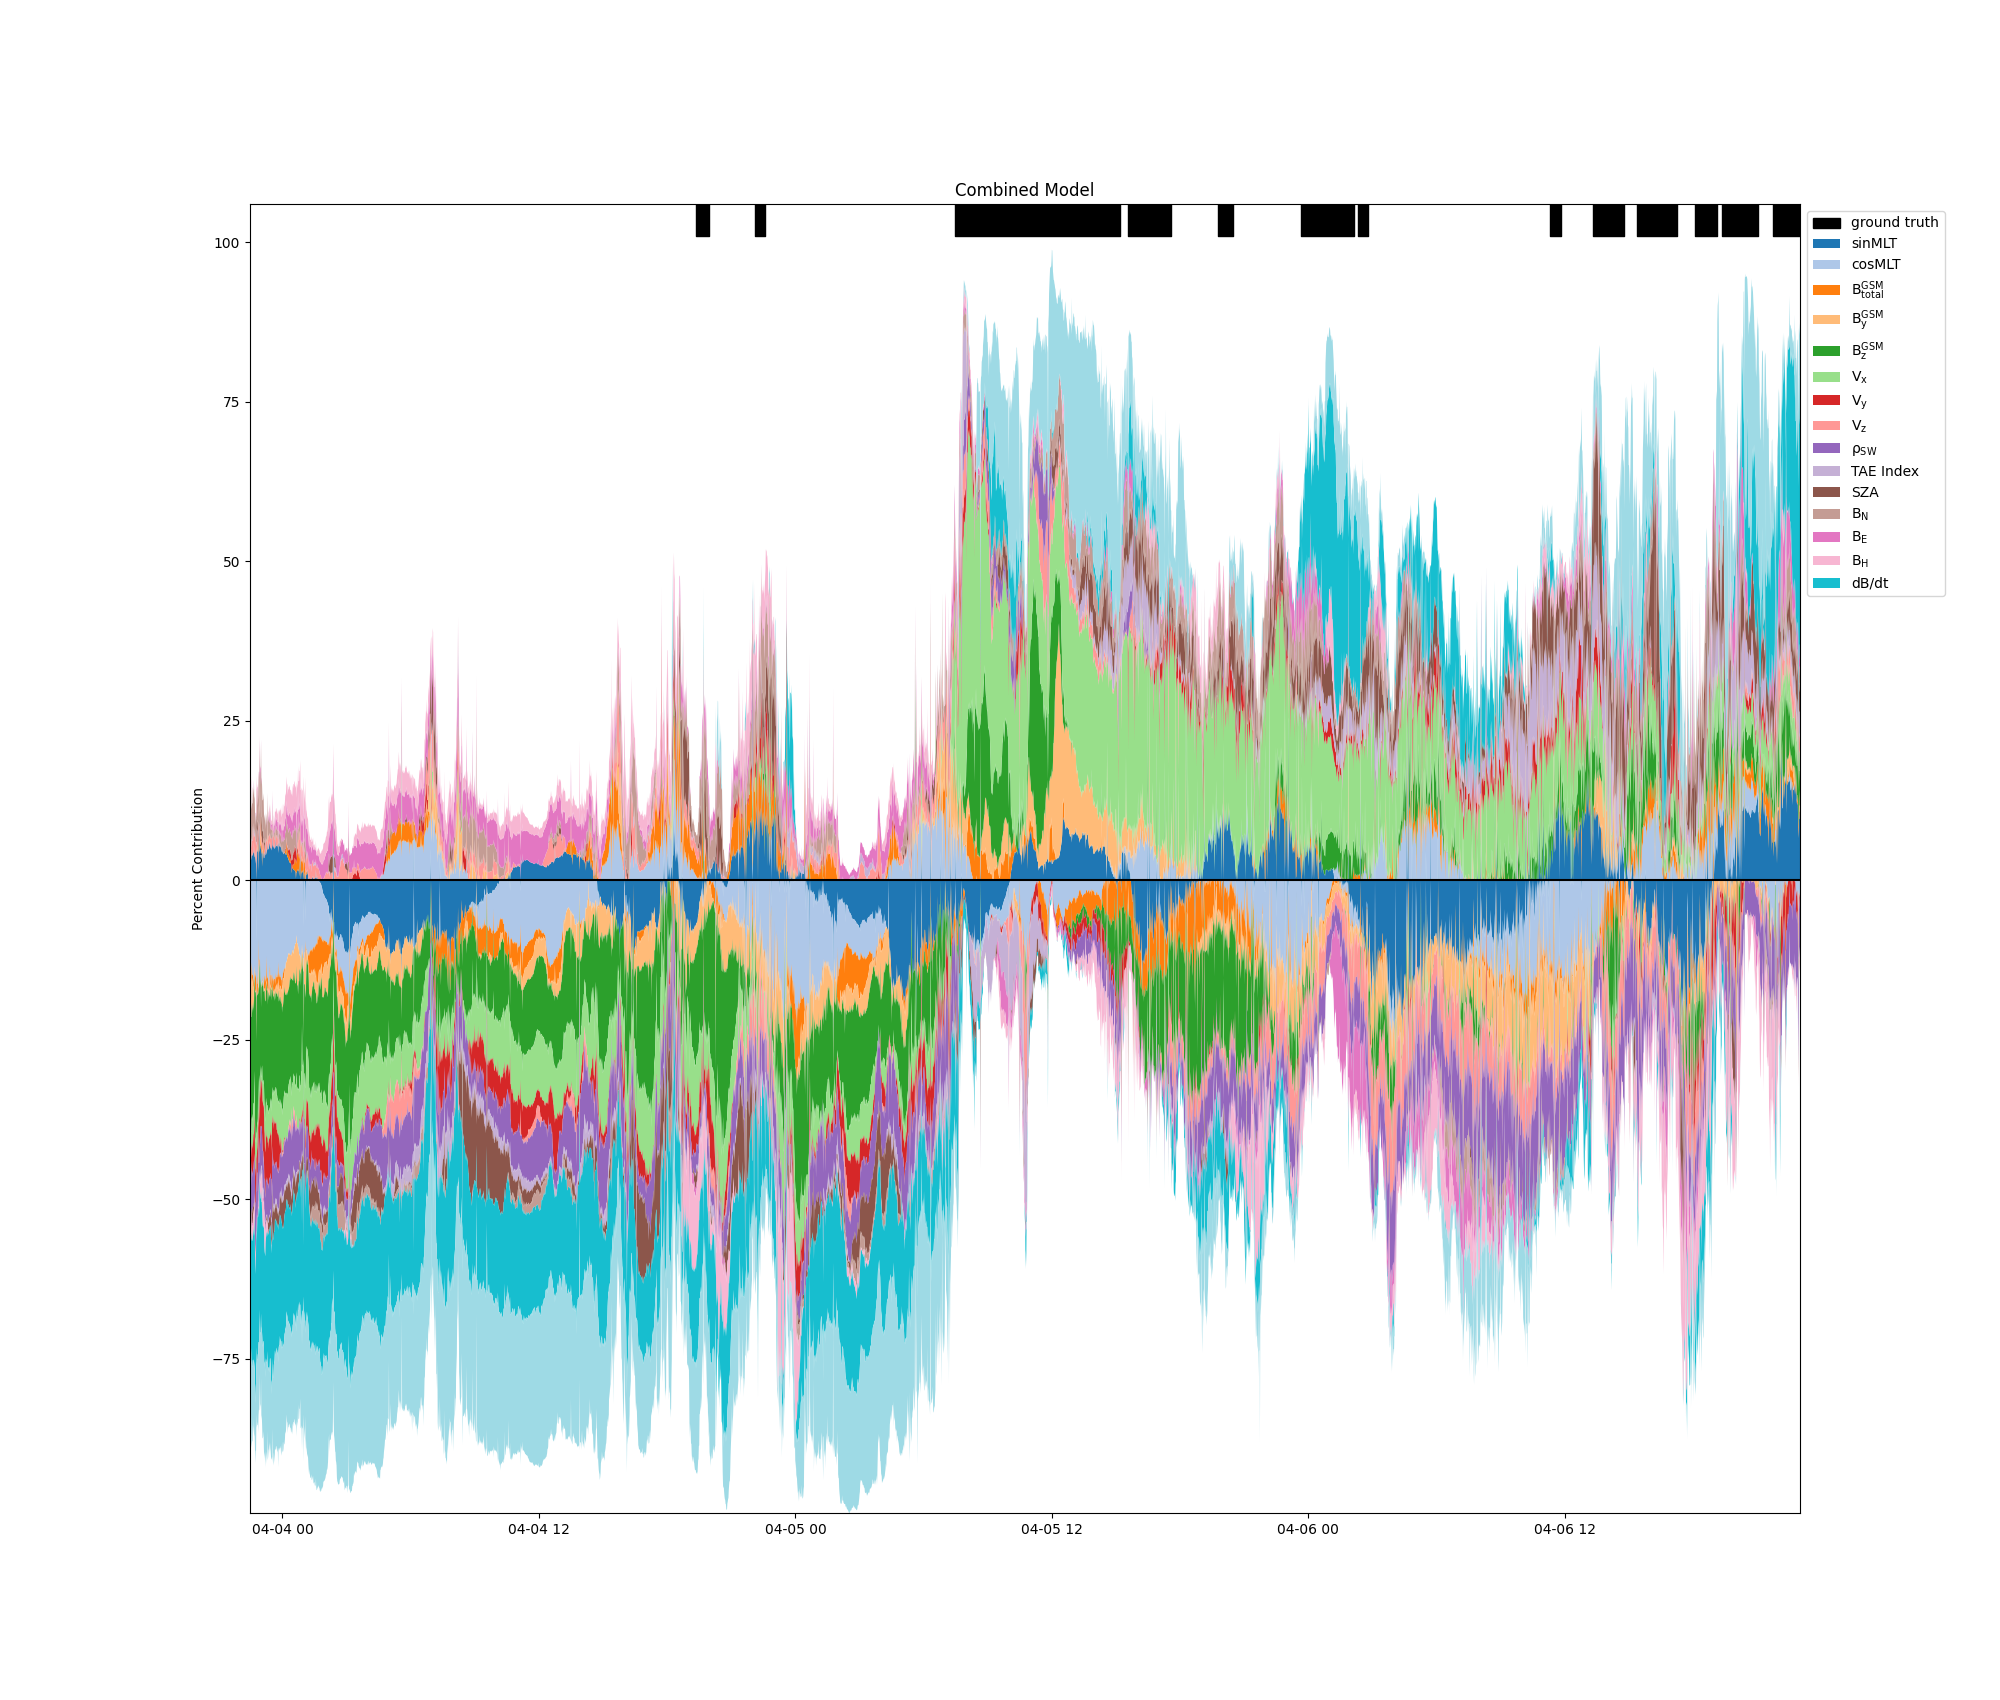 Combined Model
100
75
50
25
0
−25
−50
−75
Percent Contribution
04-04 00
04-04 12
04-05 00
04-05 12
04-06 00
04-06 12
ground truth
sinMLT
cosMLT
B_total^GSM
B_y^GSM
B_z^GSM
V_x
V_y
V_z
ρ_SW
TAE Index
SZA
B_N
B_E
B_H
dB/dt